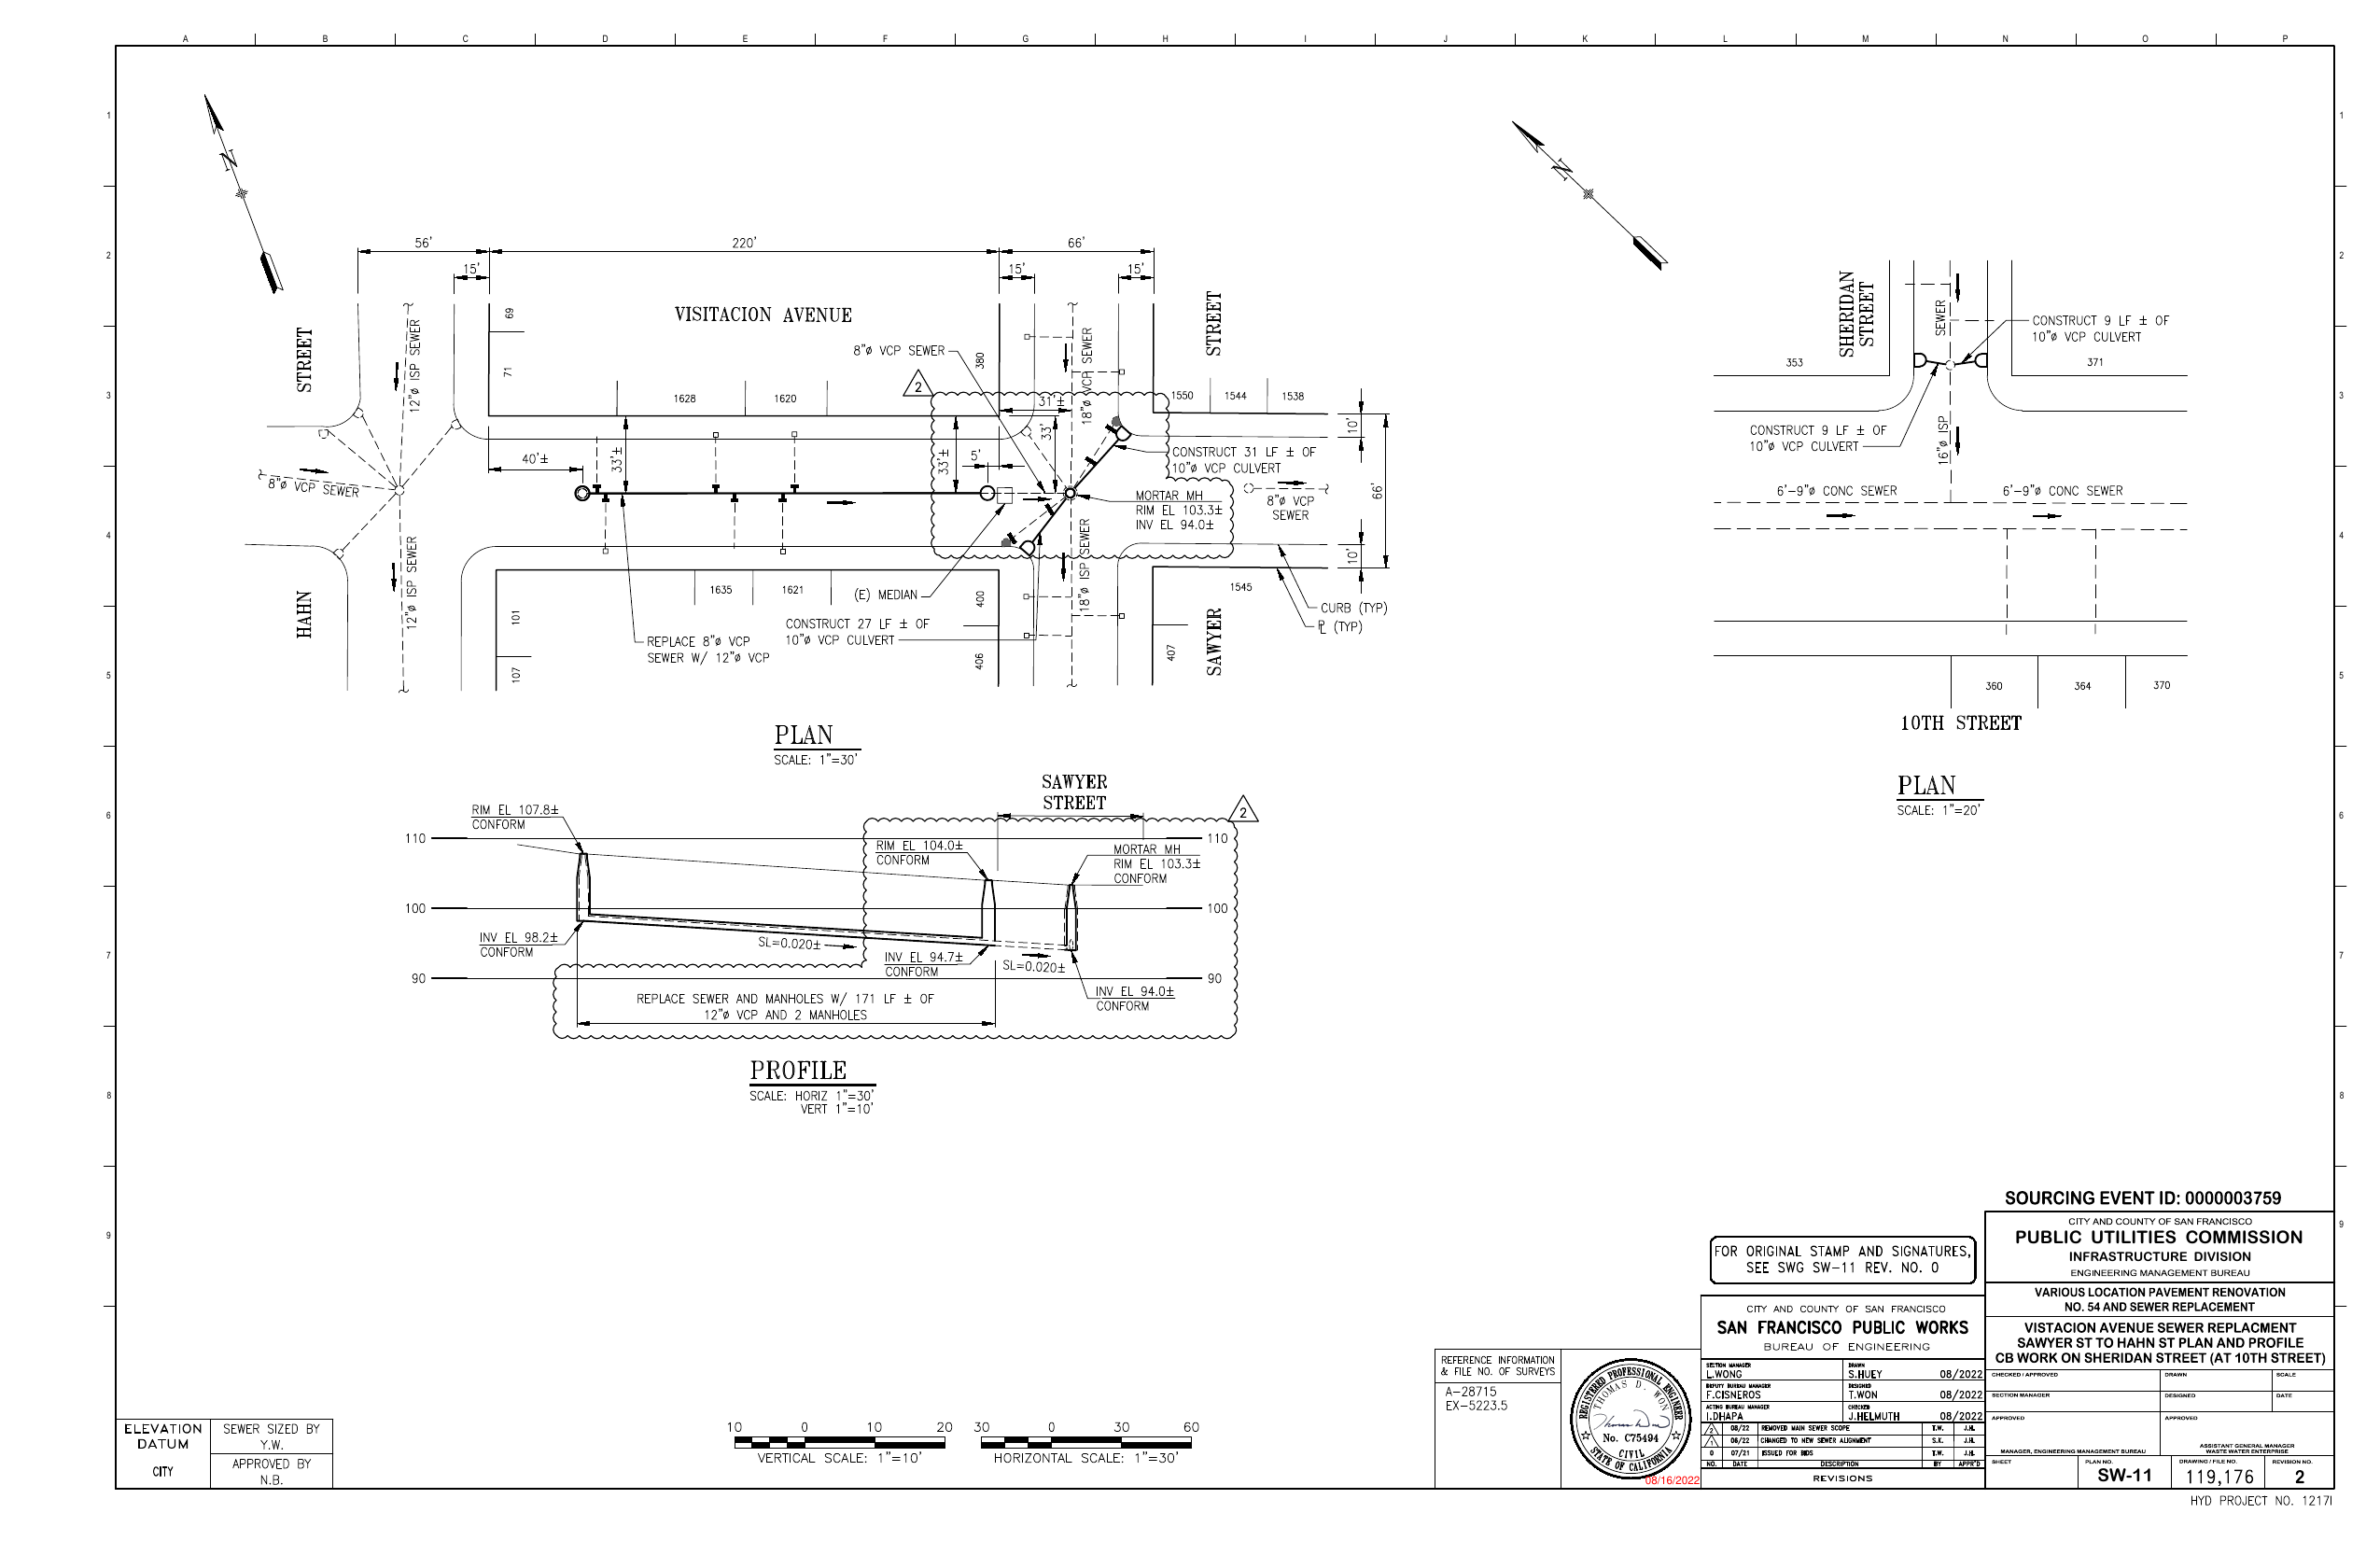 A B C D E F G H I J K L M N O P
1
2
3
4
5
6
7
8
9
1
2
3
4
5
6
7
8
9
N
56'
220'
66'
15'
15'
15'
VISITACION AVENUE
HAHN STREET
SAWYER STREET
12"ø ISP SEWER
12"ø ISP SEWER
8"ø VCP SEWER
69
71
101
107
380
400
406
407
1628
1620
1550
1544
1538
1635
1621
1545
8"ø VCP SEWER
18"ø VCP SEWER
18"ø ISP SEWER
2
31'±
33'
33'±
33'±
5'
40'±
10'
66'
10'
CONSTRUCT 31 LF ± OF
10"ø VCP CULVERT
MORTAR MH
RIM EL 103.3±
INV EL 94.0±
8"ø VCP
SEWER
(E) MEDIAN
CONSTRUCT 27 LF ± OF
10"ø VCP CULVERT
REPLACE 8"ø VCP
SEWER W/ 12"ø VCP
CURB (TYP)
PL (TYP)
PLAN
SCALE: 1"=30'
SAWYER
STREET
2
RIM EL 107.8±
CONFORM
110
110
RIM EL 104.0±
CONFORM
MORTAR MH
RIM EL 103.3±
CONFORM
100
100
INV EL 98.2±
CONFORM
SL=0.020±
INV EL 94.7±
CONFORM
SL=0.020±
90
90
INV EL 94.0±
CONFORM
REPLACE SEWER AND MANHOLES W/ 171 LF ± OF
12"ø VCP AND 2 MANHOLES
PROFILE
SCALE: HORIZ 1"=30'
VERT 1"=10'
N
SHERIDAN
STREET
SEWER
16"ø ISP
CONSTRUCT 9 LF ± OF
10"ø VCP CULVERT
353
371
CONSTRUCT 9 LF ± OF
10"ø VCP CULVERT
6'-9"ø CONC SEWER
6'-9"ø CONC SEWER
360
364
370
10TH STREET
PLAN
SCALE: 1"=20'
SOURCING EVENT ID: 0000003759
CITY AND COUNTY OF SAN FRANCISCO
PUBLIC UTILITIES COMMISSION
INFRASTRUCTURE DIVISION
ENGINEERING MANAGEMENT BUREAU
VARIOUS LOCATION PAVEMENT RENOVATION
NO. 54 AND SEWER REPLACEMENT
VISTACION AVENUE SEWER REPLACMENT
SAWYER ST TO HAHN ST PLAN AND PROFILE
CB WORK ON SHERIDAN STREET (AT 10TH STREET)
CHECKED / APPROVED
DRAWN
SCALE
SECTION MANAGER
DESIGNED
DATE
APPROVED
APPROVED
MANAGER, ENGINEERING MANAGEMENT BUREAU
ASSISTANT GENERAL MANAGER
WASTE WATER ENTERPRISE
SHEET
PLAN NO.
SW-11
DRAWING / FILE NO.
119,176
REVISION NO.
2
HYD PROJECT NO. 1217I
FOR ORIGINAL STAMP AND SIGNATURES,
SEE SWG SW-11 REV. NO. 0
CITY AND COUNTY OF SAN FRANCISCO
SAN FRANCISCO PUBLIC WORKS
BUREAU OF ENGINEERING
SECTION MANAGER
L.WONG
DRAWN
S.HUEY 08/2022
DEPUTY BUREAU MANAGER
F.CISNEROS
DESIGNED
T.WON 08/2022
ACTING BUREAU MANAGER
I.DHAPA
CHECKED
J.HELMUTH 08/2022
2 08/22 REMOVED MAIN SEWER SCOPE T.W. J.H.
1 06/22 CHANGED TO NEW SEWER ALIGNMENT S.K. J.H.
0 07/21 ISSUED FOR BIDS T.W. J.H.
NO. DATE DESCRIPTION BY APPR'D
REVISIONS
REFERENCE INFORMATION
& FILE NO. OF SURVEYS
A-28715
EX-5223.5
REGISTERED PROFESSIONAL ENGINEER
THOMAS D. WON
No. C75494
CIVIL
STATE OF CALIFORNIA
08/16/2022
10 0 10 20
VERTICAL SCALE: 1"=10'
30 0 30 60
HORIZONTAL SCALE: 1"=30'
ELEVATION
DATUM
CITY
SEWER SIZED BY
Y.W.
APPROVED BY
N.B.